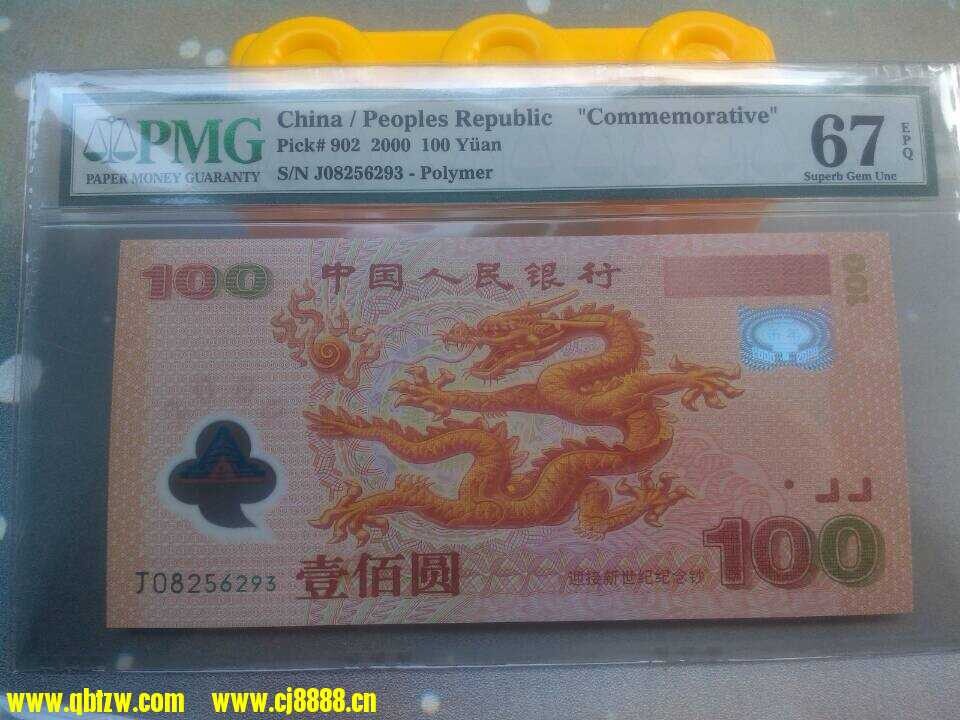 PMG
PAPER MONEY GUARANTY
China / Peoples Republic "Commemorative"
Pick# 902 2000 100 Yüan
S/N J08256293 - Polymer
67 EPQ
Superb Gem Unc
100 中国人民银行 100
J08256293 壹佰圆
迎接新世纪纪念钞 100
www.qbtzw.com www.cj8888.cn